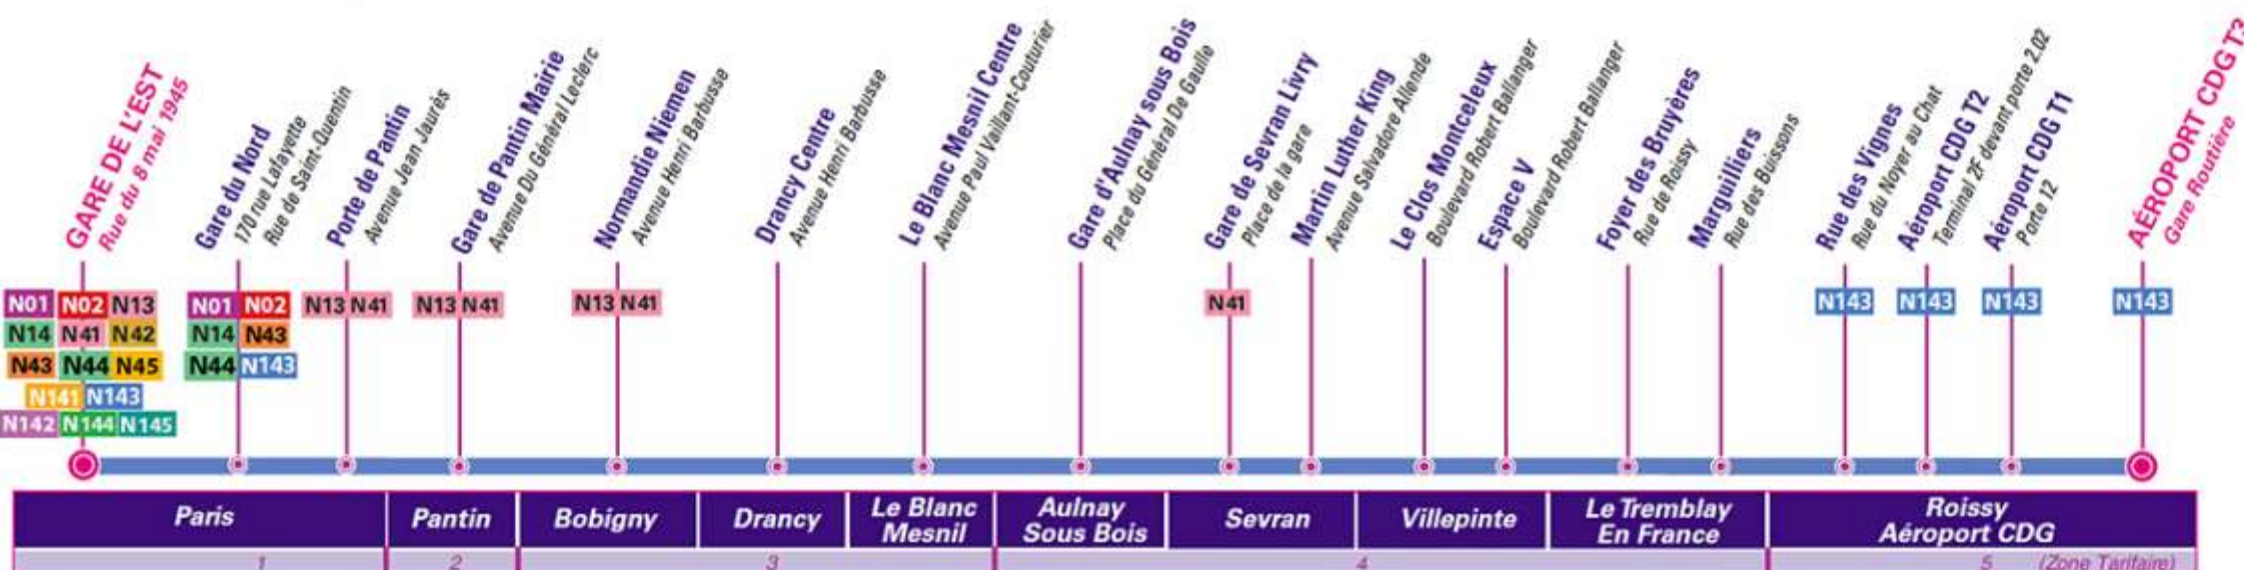 GARE DE L'EST
Rue du 8 mai 1945
Gare du Nord
170 rue Lafayette
Rue de Saint-Quentin
Porte de Pantin
Avenue Jean Jaurès
Gare de Pantin Mairie
Avenue Du Général Leclerc
Normandie Niemen
Avenue Henri Barbusse
Drancy Centre
Avenue Henri Barbusse
Le Blanc Mesnil Centre
Avenue Paul Vaillant-Couturier
Gare d'Aulnay sous Bois
Place du Général De Gaulle
Gare de Sevran Livry
Place de la gare
Martin Luther King
Avenue Salvadore Allende
Le Clos Montceleux
Boulevard Robert Ballanger
Espace V
Boulevard Robert Ballanger
Foyer des Bruyères
Rue de Roissy
Marguilliers
Rue des Buissons
Rue des Vignes
Rue du Noyer au Chat
Aéroport CDG T2
Terminal 2F devant porte 2.02
Aéroport CDG T1
Porte 12
AÉROPORT CDG T3
Gare Routière
N01 N02 N13
N14 N41 N42
N43 N44 N45
N141 N143
N142 N144 N145
N01 N02
N14 N43
N44 N143
N13 N41
N13 N41
N13 N41
N41
N143
N143
N143
N143
Paris
Pantin
Bobigny
Drancy
Le Blanc
Mesnil
Aulnay
Sous Bois
Sevran
Villepinte
Le Tremblay
En France
Roissy
Aéroport CDG
1
2
3
4
5 (Zone Tarifaire)